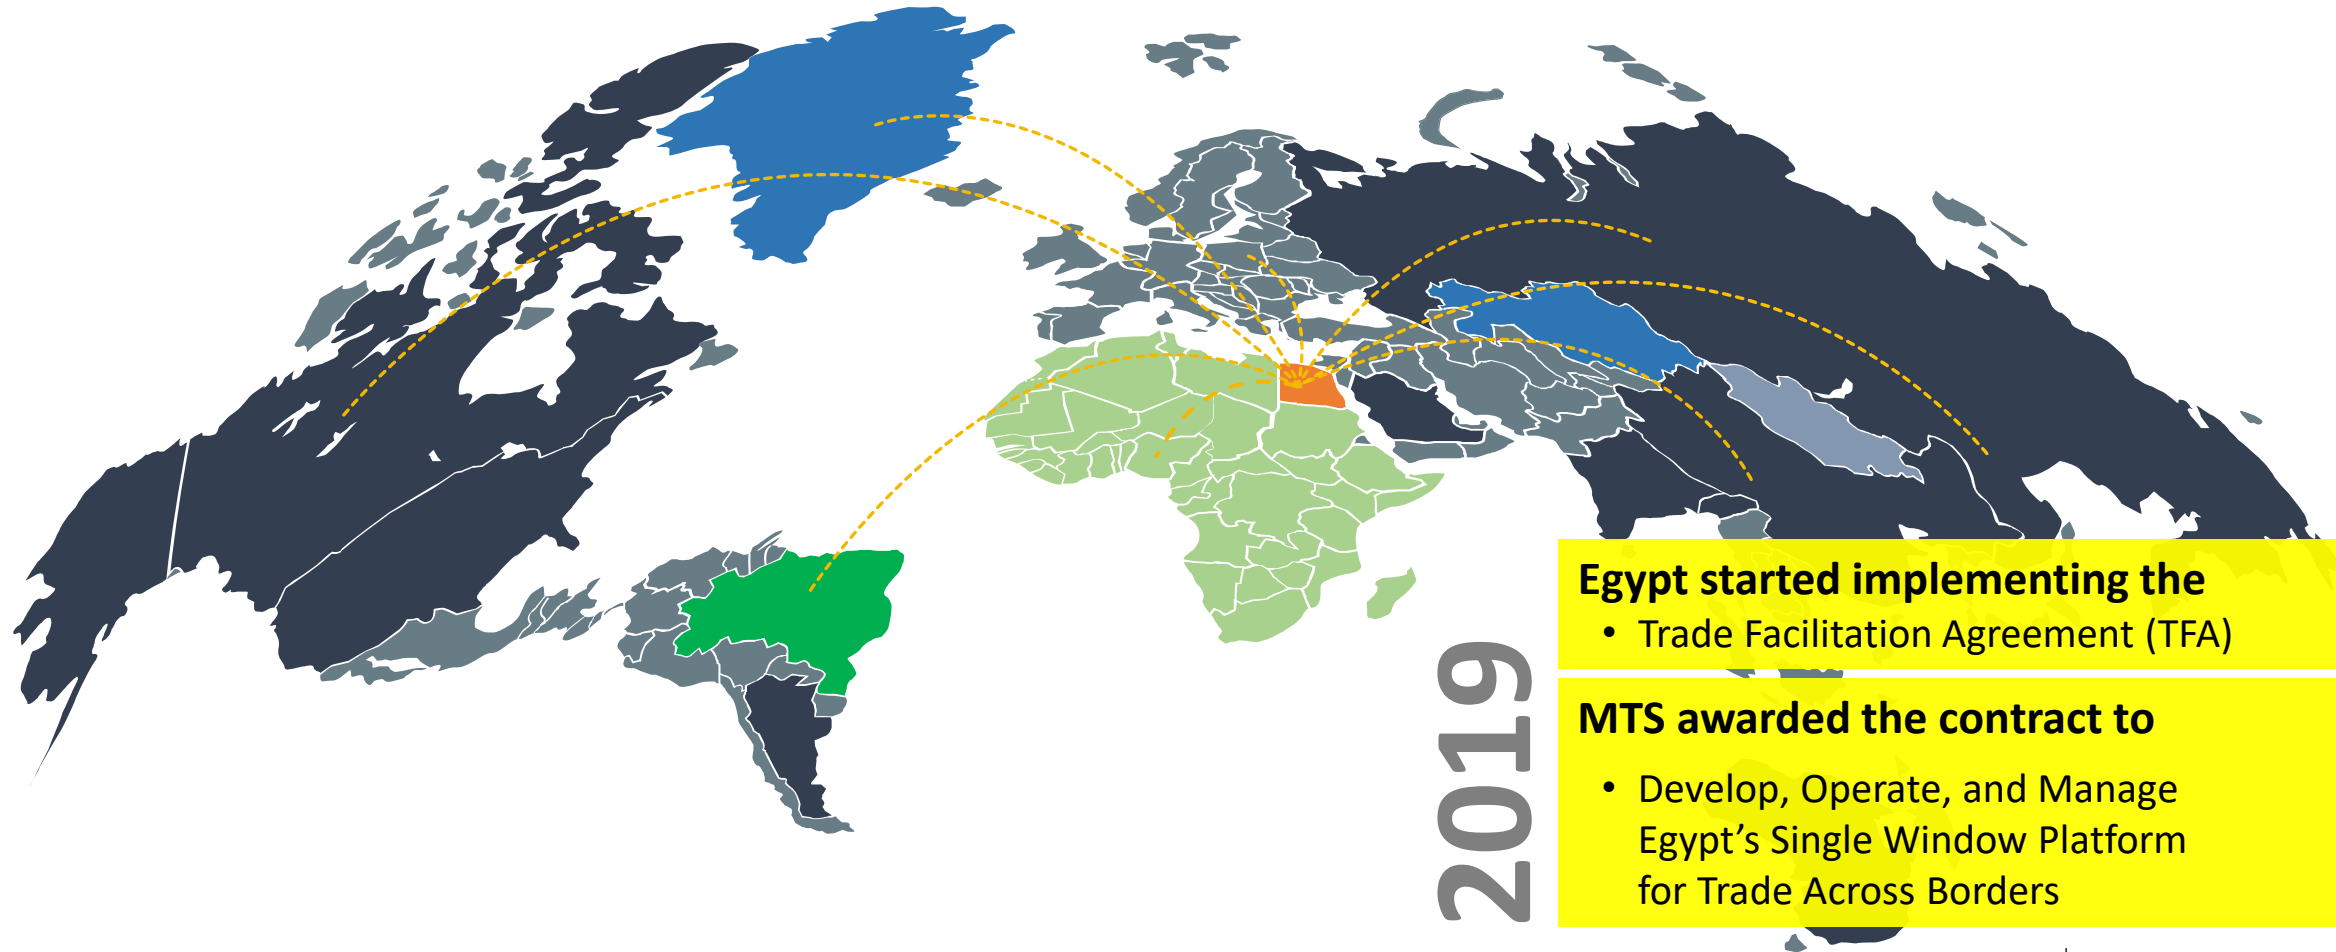 2019
Egypt started implementing the
• Trade Facilitation Agreement (TFA)
MTS awarded the contract to
• Develop, Operate, and Manage
Egypt’s Single Window Platform
for Trade Across Borders